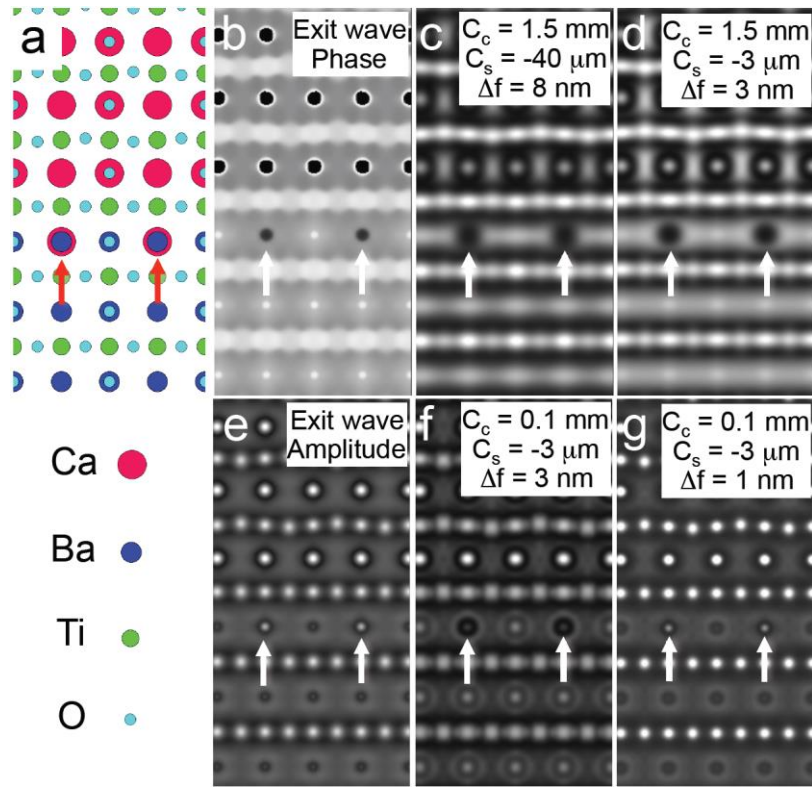 a
b
Exit wave
Phase
c
Cc = 1.5 mm
Cs = -40 μm
Δf = 8 nm
d
Cc = 1.5 mm
Cs = -3 μm
Δf = 3 nm
e
Exit wave
Amplitude
f
Cc = 0.1 mm
Cs = -3 μm
Δf = 3 nm
g
Cc = 0.1 mm
Cs = -3 μm
Δf = 1 nm
Ca
Ba
Ti
O